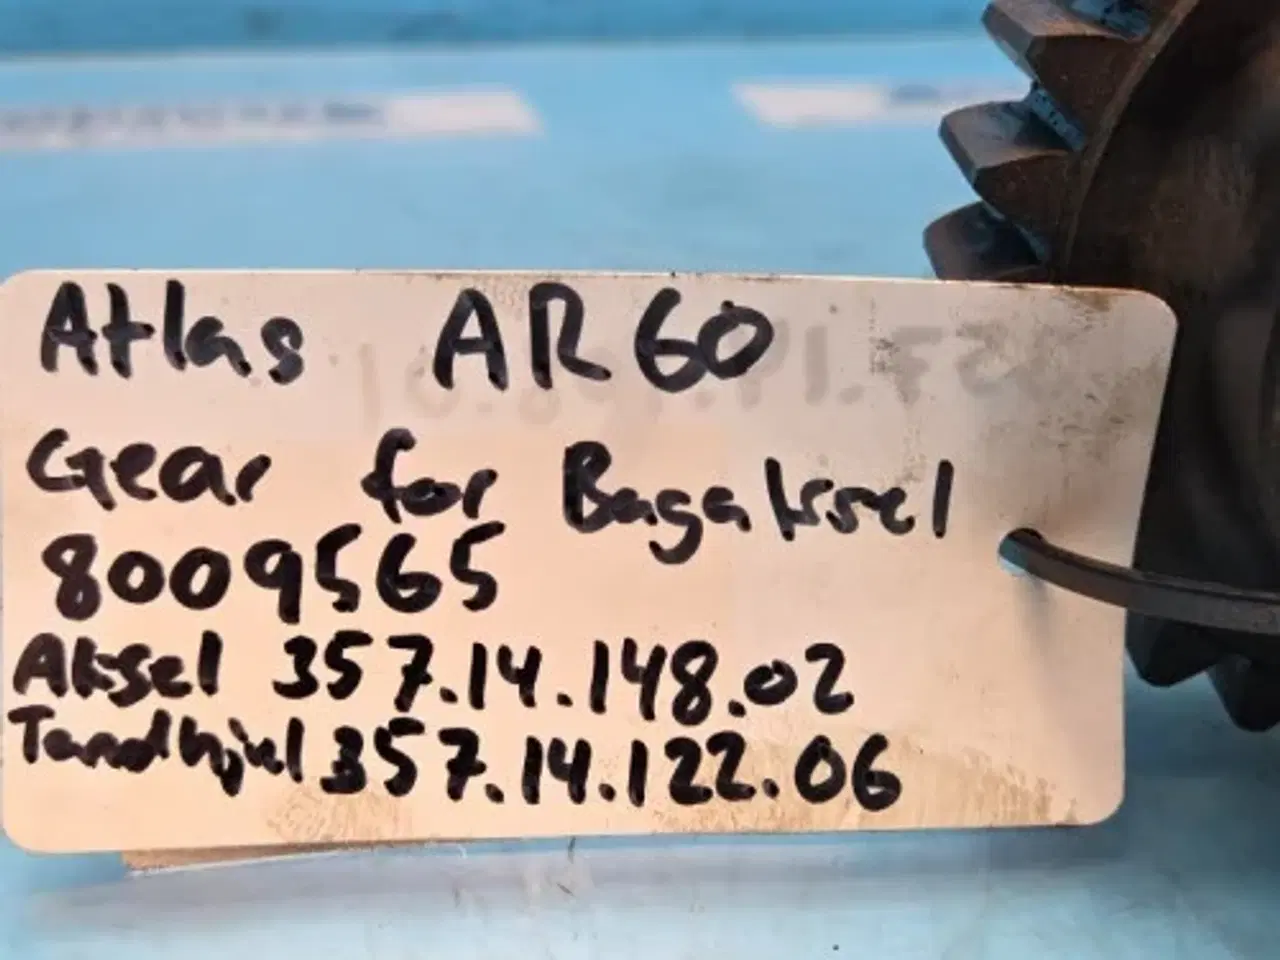 Atlas AR60
Gear for Bagaksel
8009565
Aksel 357.14.148.02
Tandhjul 357.14.122.06